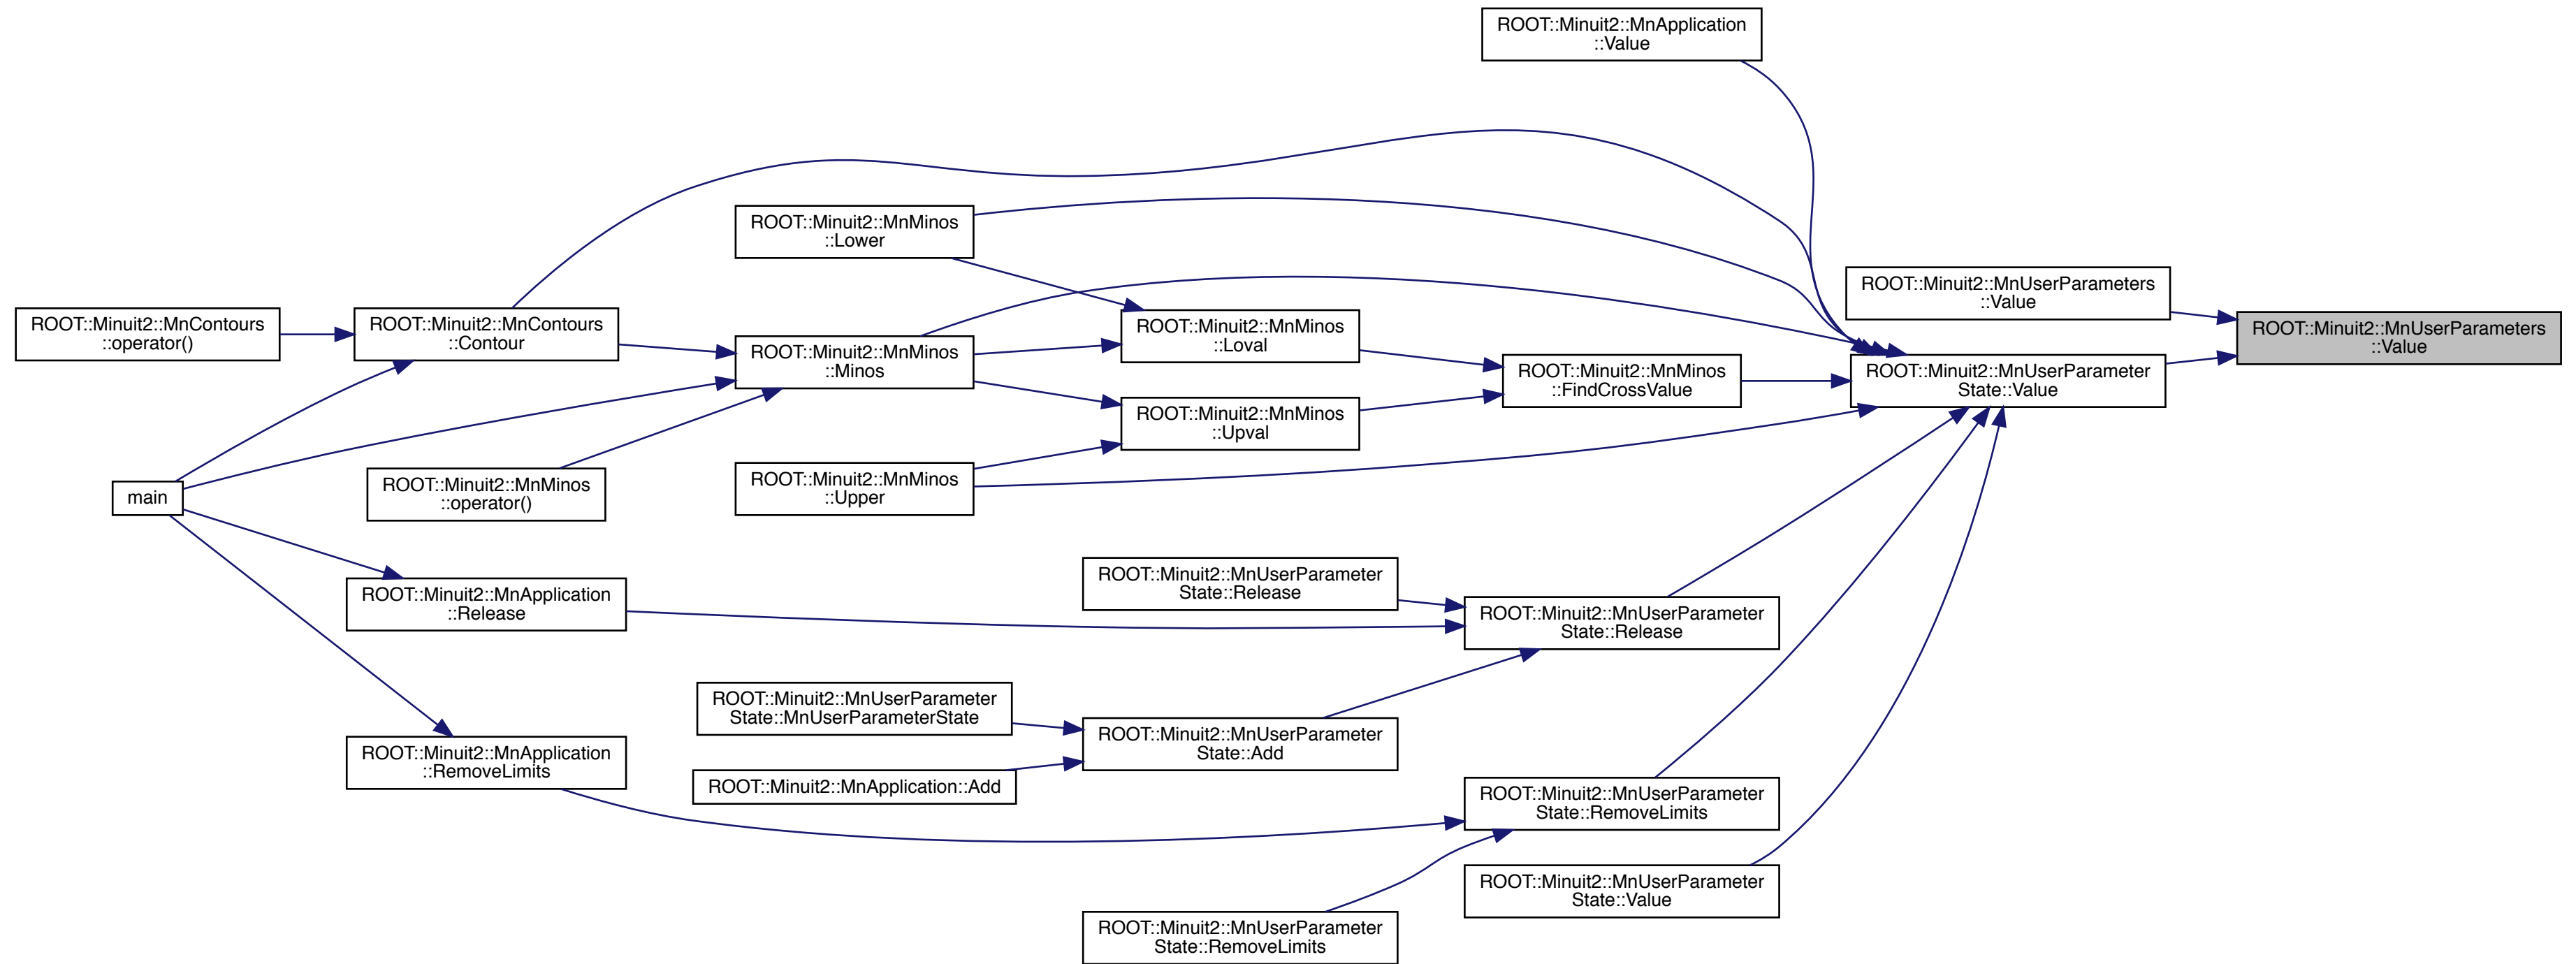 ROOT::Minuit2::MnApplication
::Value
ROOT::Minuit2::MnMinos
::Lower
ROOT::Minuit2::MnUserParameters
::Value
ROOT::Minuit2::MnContours
::operator()
ROOT::Minuit2::MnContours
::Contour
ROOT::Minuit2::MnMinos
::Minos
ROOT::Minuit2::MnMinos
::Loval
ROOT::Minuit2::MnMinos
::FindCrossValue
ROOT::Minuit2::MnUserParameter
State::Value
ROOT::Minuit2::MnUserParameters
::Value
ROOT::Minuit2::MnMinos
::Upval
main
ROOT::Minuit2::MnMinos
::operator()
ROOT::Minuit2::MnMinos
::Upper
ROOT::Minuit2::MnApplication
::Release
ROOT::Minuit2::MnUserParameter
State::Release
ROOT::Minuit2::MnUserParameter
State::Release
ROOT::Minuit2::MnUserParameter
State::MnUserParameterState
ROOT::Minuit2::MnUserParameter
State::Add
ROOT::Minuit2::MnApplication
::RemoveLimits
ROOT::Minuit2::MnApplication::Add
ROOT::Minuit2::MnUserParameter
State::RemoveLimits
ROOT::Minuit2::MnUserParameter
State::Value
ROOT::Minuit2::MnUserParameter
State::RemoveLimits